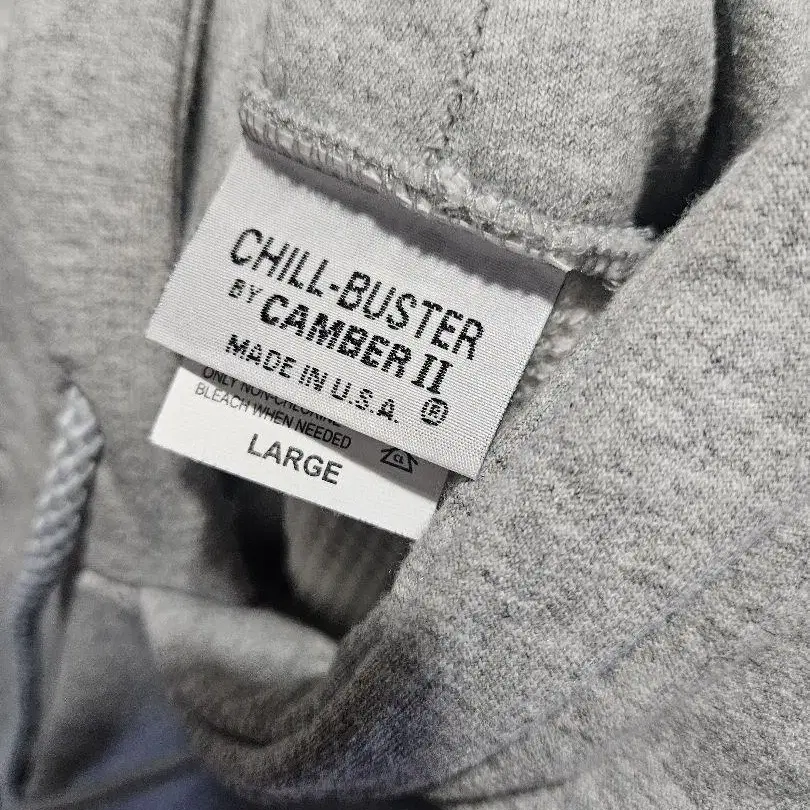 CHILL-BUSTER
BY CAMBER II
MADE IN U.S.A. ®
ONLY NON-CHLORINE
BLEACH WHEN NEEDED
LARGE